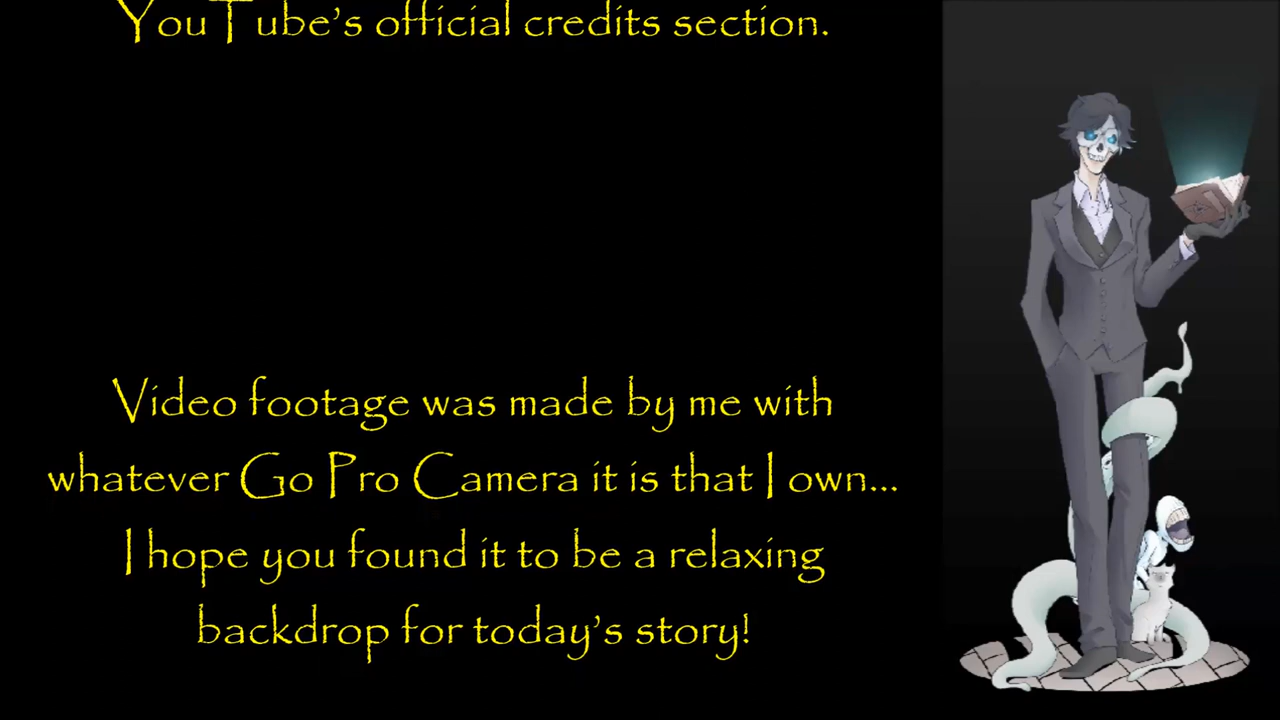 YouTube's official credits section.
Video footage was made by me with
whatever Go Pro Camera it is that I own...
I hope you found it to be a relaxing
backdrop for today's story!